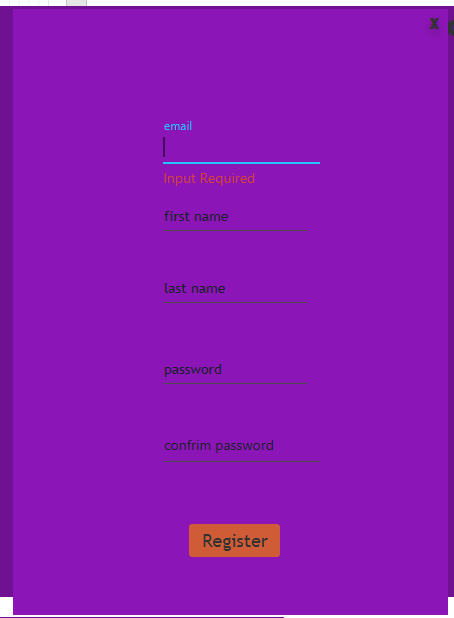 x
email
Input Required
first name
last name
password
confrim password
Register